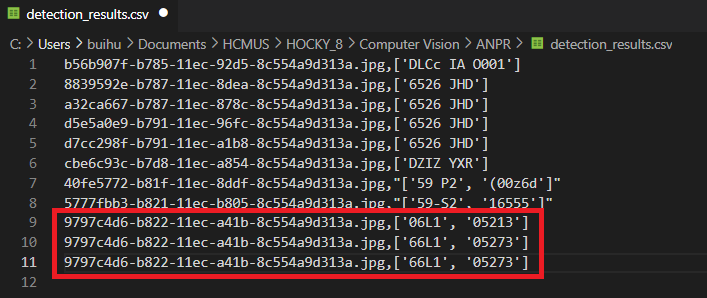 detection_results.csv
C: > Users > buihu > Documents > HCMUS > HOCKY_8 > Computer Vision > ANPR > detection_results.csv
1 b56b907f-b785-11ec-92d5-8c554a9d313a.jpg,['DLCc IA O001']
2 8839592e-b787-11ec-8dea-8c554a9d313a.jpg,['6526 JHD']
3 a32ca667-b787-11ec-878c-8c554a9d313a.jpg,['6526 JHD']
4 d5e5a0e9-b791-11ec-96fc-8c554a9d313a.jpg,['6526 JHD']
5 d7cc298f-b791-11ec-a1b8-8c554a9d313a.jpg,['6526 JHD']
6 cbe6c93c-b7d8-11ec-a854-8c554a9d313a.jpg,['DZIZ YXR']
7 40fe5772-b81f-11ec-8ddf-8c554a9d313a.jpg,"['59 P2', '(00z6d']"
8 5777fbb3-b821-11ec-b805-8c554a9d313a.jpg,"['59-S2', '16555']"
9 9797c4d6-b822-11ec-a41b-8c554a9d313a.jpg,['06L1', '05213']
10 9797c4d6-b822-11ec-a41b-8c554a9d313a.jpg,['66L1', '05273']
11 9797c4d6-b822-11ec-a41b-8c554a9d313a.jpg,['66L1', '05273']
12